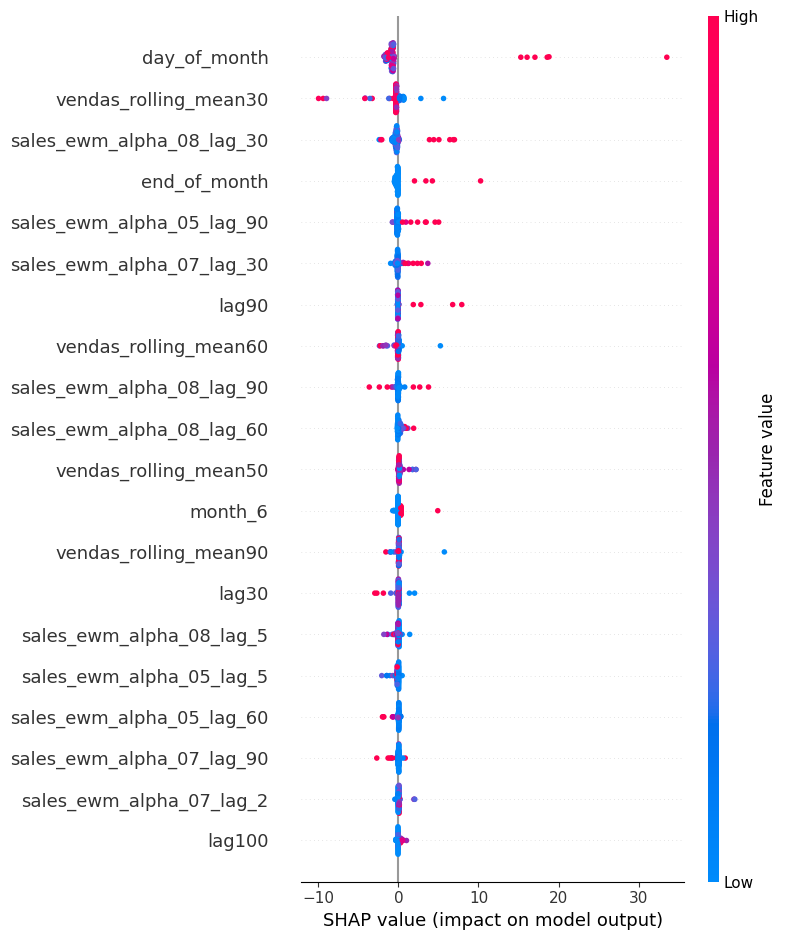 High
day_of_month
vendas_rolling_mean30
sales_ewm_alpha_08_lag_30
end_of_month
sales_ewm_alpha_05_lag_90
sales_ewm_alpha_07_lag_30
lag90
vendas_rolling_mean60
sales_ewm_alpha_08_lag_90
sales_ewm_alpha_08_lag_60
vendas_rolling_mean50
month_6
vendas_rolling_mean90
lag30
sales_ewm_alpha_08_lag_5
sales_ewm_alpha_05_lag_5
sales_ewm_alpha_05_lag_60
sales_ewm_alpha_07_lag_90
sales_ewm_alpha_07_lag_2
lag100
Feature value
Low
−10 0 10 20 30
SHAP value (impact on model output)